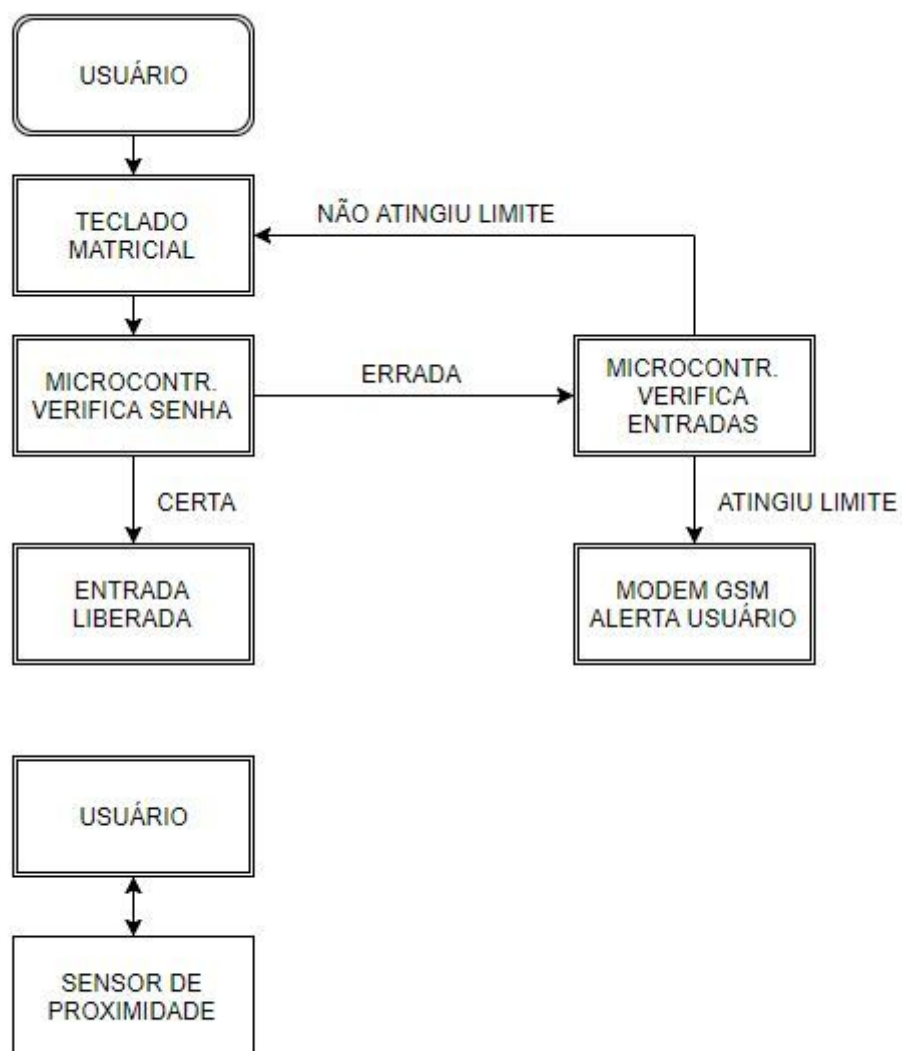 USUÁRIO
TECLADO
MATRICIAL
NÃO ATINGIU LIMITE
MICROCONTR.
VERIFICA SENHA
ERRADA
MICROCONTR.
VERIFICA
ENTRADAS
CERTA
ATINGIU LIMITE
ENTRADA
LIBERADA
MODEM GSM
ALERTA USUÁRIO
USUÁRIO
SENSOR DE
PROXIMIDADE